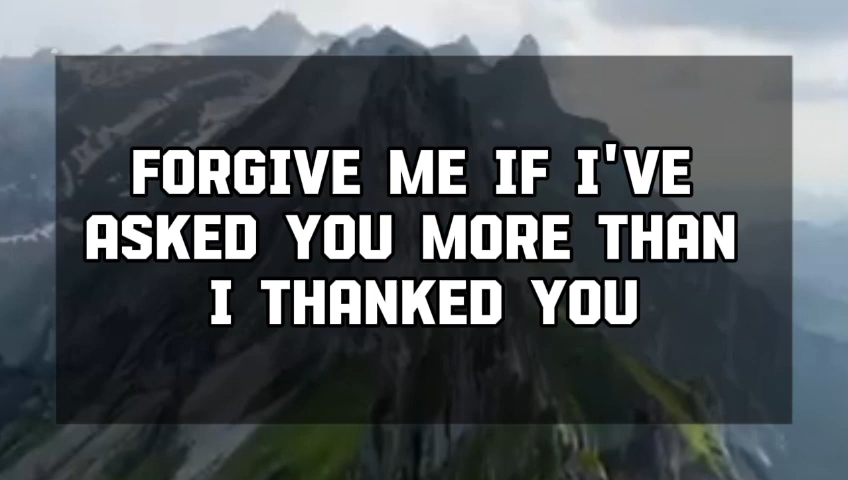 FORGIVE ME IF I'VE
ASKED YOU MORE THAN
I THANKED YOU